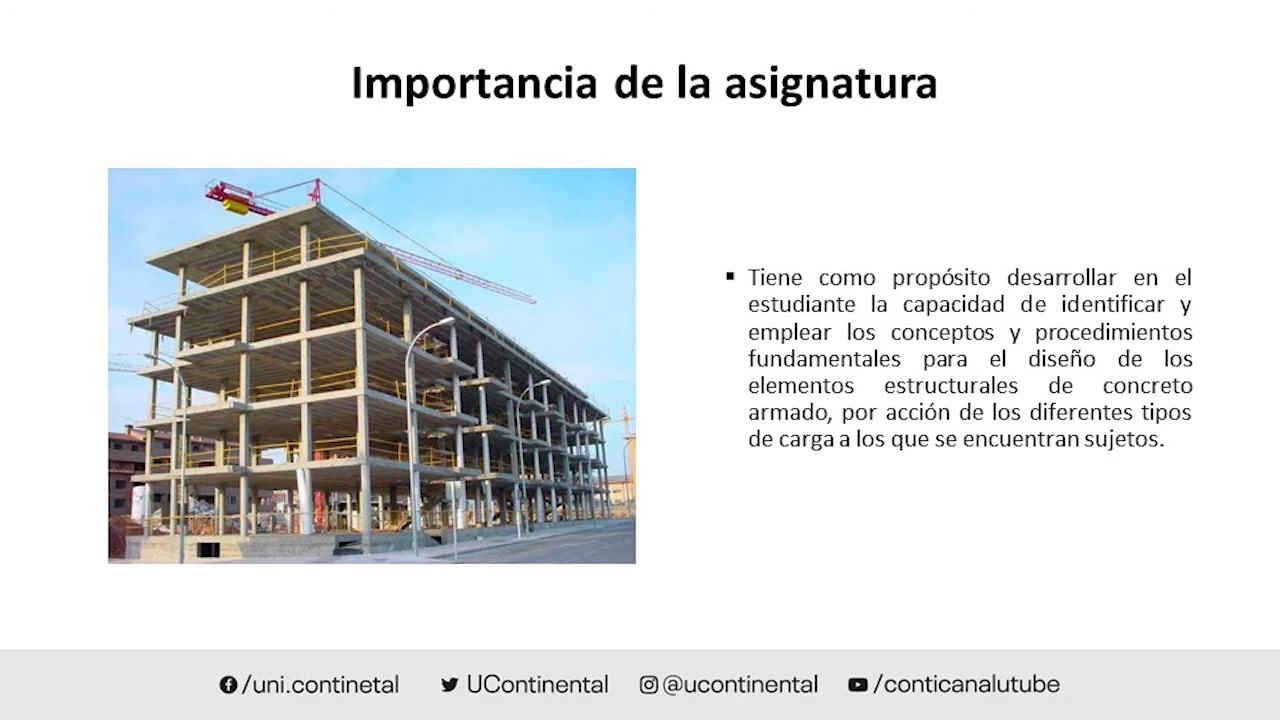 Importancia de la asignatura
▪ Tiene como propósito desarrollar en el
estudiante la capacidad de identificar y
emplear los conceptos y procedimientos
fundamentales para el diseño de los
elementos estructurales de concreto
armado, por acción de los diferentes tipos
de carga a los que se encuentran sujetos.
/uni.continetal UContinental @ucontinental /conticanalutube